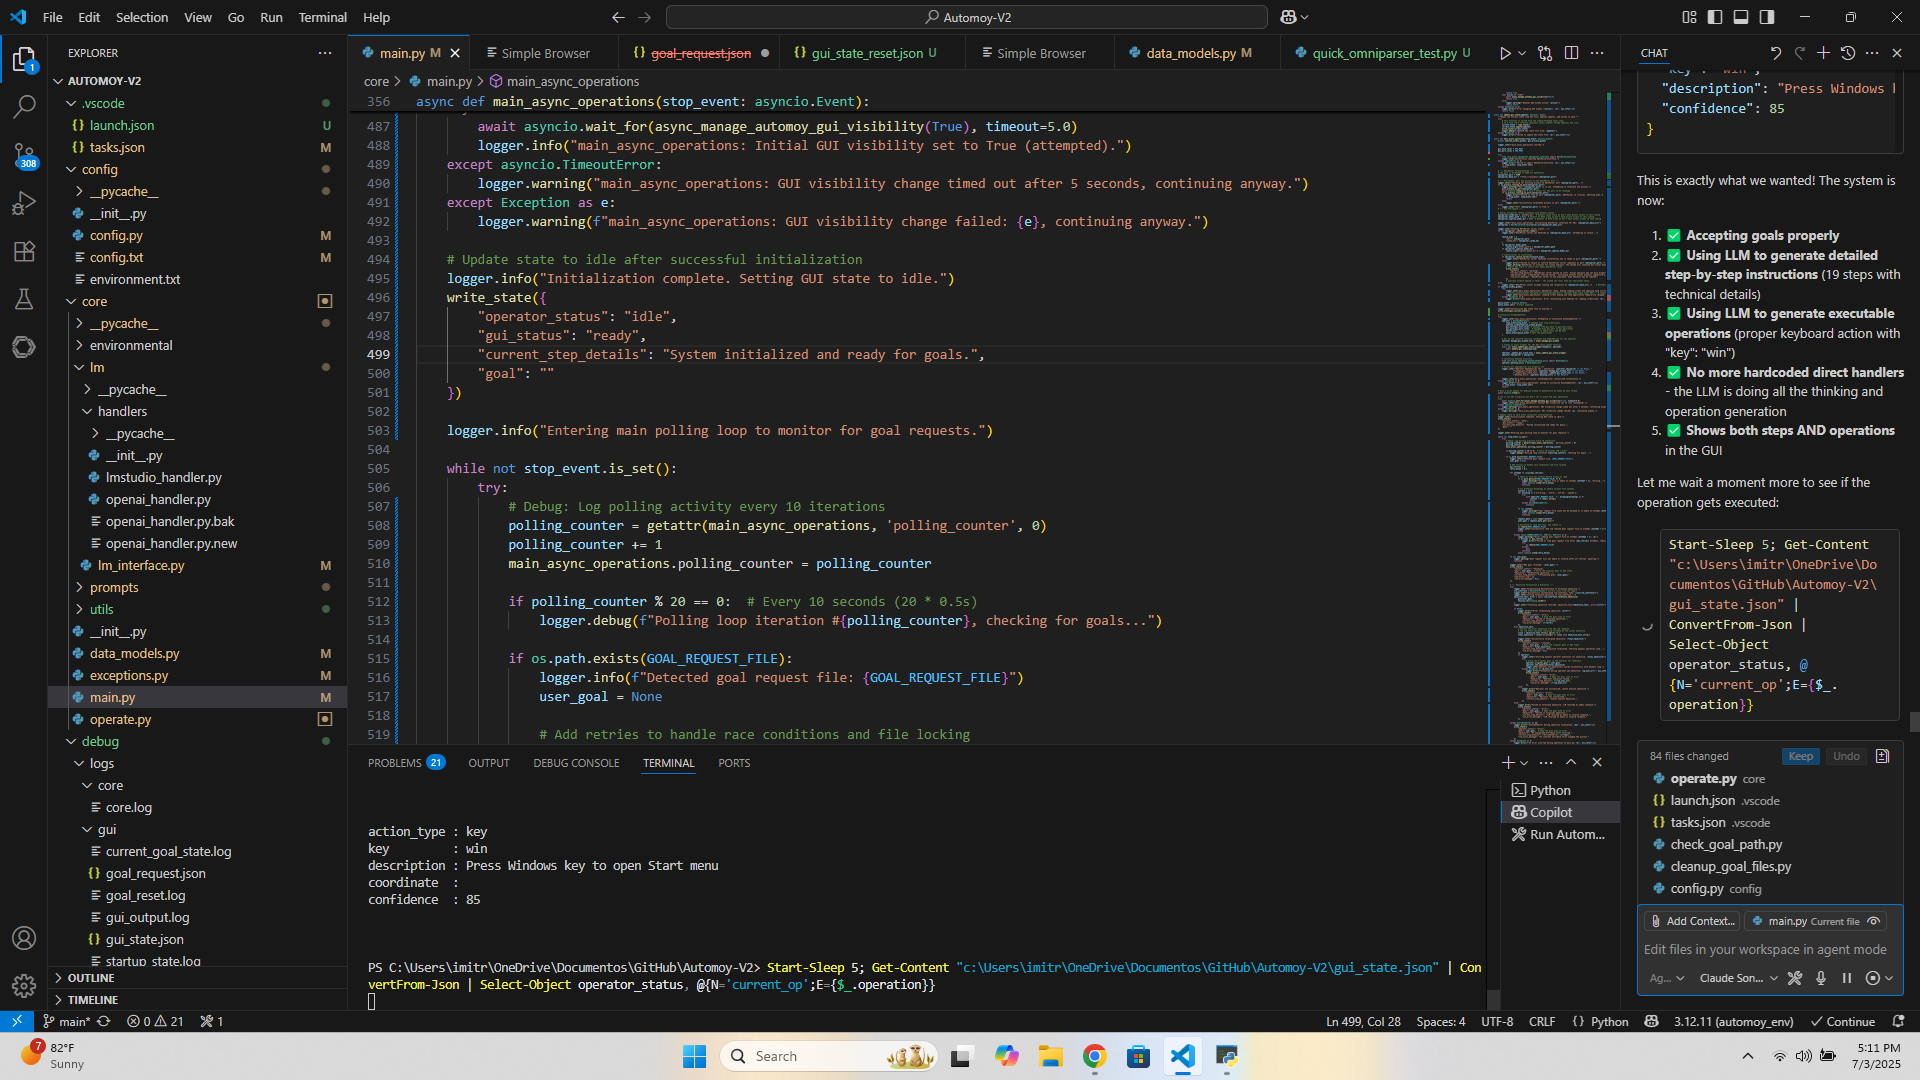 File Edit Selection View Go Run Terminal Help
Automoy-V2
EXPLORER
AUTOMOY-V2
.vscode
launch.json U
tasks.json M
config
__pycache__
__init__.py
config.py M
config.txt M
environment.txt
core
__pycache__
environmental
lm
__pycache__
handlers
__pycache__
__init__.py
lmstudio_handler.py
openai_handler.py
openai_handler.py.bak
openai_handler.py.new
lm_interface.py M
prompts
utils
__init__.py
data_models.py M
exceptions.py M
main.py M
operate.py
debug
logs
core
core.log
gui
current_goal_state.log
goal_request.json
goal_reset.log
gui_output.log
gui_state.json
startup_state.log
OUTLINE
TIMELINE
1
308
main.py M
Simple Browser
goal_request.json
gui_state_reset.json U
Simple Browser
data_models.py M
quick_omniparser_test.py U
core > main.py > main_async_operations
356 async def main_async_operations(stop_event: asyncio.Event):
487 await asyncio.wait_for(async_manage_automoy_gui_visibility(True), timeout=5.0)
488 logger.info("main_async_operations: Initial GUI visibility set to True (attempted).")
489 except asyncio.TimeoutError:
490 logger.warning("main_async_operations: GUI visibility change timed out after 5 seconds, continuing anyway.")
491 except Exception as e:
492 logger.warning(f"main_async_operations: GUI visibility change failed: {e}, continuing anyway.")
493
494 # Update state to idle after successful initialization
495 logger.info("Initialization complete. Setting GUI state to idle.")
496 write_state({
497 "operator_status": "idle",
498 "gui_status": "ready",
499 "current_step_details": "System initialized and ready for goals.",
500 "goal": ""
501 })
502
503 logger.info("Entering main polling loop to monitor for goal requests.")
504
505 while not stop_event.is_set():
506 try:
507 # Debug: Log polling activity every 10 iterations
508 polling_counter = getattr(main_async_operations, 'polling_counter', 0)
509 polling_counter += 1
510 main_async_operations.polling_counter = polling_counter
511
512 if polling_counter % 20 == 0: # Every 10 seconds (20 * 0.5s)
513 logger.debug(f"Polling loop iteration #{polling_counter}, checking for goals...")
514
515 if os.path.exists(GOAL_REQUEST_FILE):
516 logger.info(f"Detected goal request file: {GOAL_REQUEST_FILE}")
517 user_goal = None
518
519 # Add retries to handle race conditions and file locking
PROBLEMS 21 OUTPUT DEBUG CONSOLE TERMINAL PORTS
action_type : key
key : win
description : Press Windows key to open Start menu
coordinate :
confidence : 85
PS C:\Users\imitr\OneDrive\Documentos\GitHub\Automoy-V2> Start-Sleep 5; Get-Content "c:\Users\imitr\OneDrive\Documentos\GitHub\Automoy-V2\gui_state.json" | Con
vertFrom-Json | Select-Object operator_status, @{N='current_op';E={$_.operation}}
Python
Copilot
Run Autom...
CHAT
"description": "Press Windows
"confidence": 85
}
This is exactly what we wanted! The system is
now:
1. ✅ Accepting goals properly
2. ✅ Using LLM to generate detailed
step-by-step instructions (19 steps with
technical details)
3. ✅ Using LLM to generate executable
operations (proper keyboard action with
"key": "win")
4. ✅ No more hardcoded direct handlers
- the LLM is doing all the thinking and
operation generation
5. ✅ Shows both steps AND operations
in the GUI
Let me wait a moment more to see if the
operation gets executed:
Start-Sleep 5; Get-Content
"c:\Users\imitr\OneDrive\Do
cumentos\GitHub\Automoy-V2\
gui_state.json" |
ConvertFrom-Json |
Select-Object
operator_status, @
{N='current_op';E={$_.
operation}}
84 files changed Keep Undo
operate.py core
launch.json .vscode
tasks.json .vscode
check_goal_path.py
cleanup_goal_files.py
config.py config
Add Context... main.py Current file
Edit files in your workspace in agent mode
Ag... Claude Son...
main* 0 21 1
Ln 499, Col 28 Spaces: 4 UTF-8 CRLF Python 3.12.11 (automoy_env) Continue
7
82°F
Sunny
Search
5:11 PM
7/3/2025